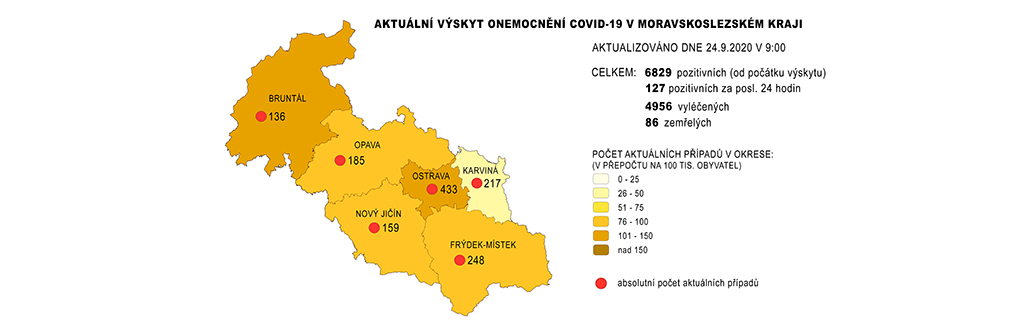 AKTUÁLNÍ VÝSKYT ONEMOCNĚNÍ COVID-19 V MORAVSKOSLEZSKÉM KRAJI
AKTUALIZOVÁNO DNE 24.9.2020 V 9:00
CELKEM: 6829 pozitivních (od počátku výskytu)
127 pozitivních za posl. 24 hodin
4956 vyléčených
86 zemřelých
BRUNTÁL
136
OPAVA
185
OSTRAVA
433
KARVINÁ
217
NOVÝ JIČÍN
159
FRÝDEK-MÍSTEK
248
POČET AKTUÁLNÍCH PŘÍPADŮ V OKRESE:
(V PŘEPOČTU NA 100 TIS. OBYVATEL)
0 - 25
26 - 50
51 - 75
76 - 100
101 - 150
nad 150
absolutní počet aktuálních případů